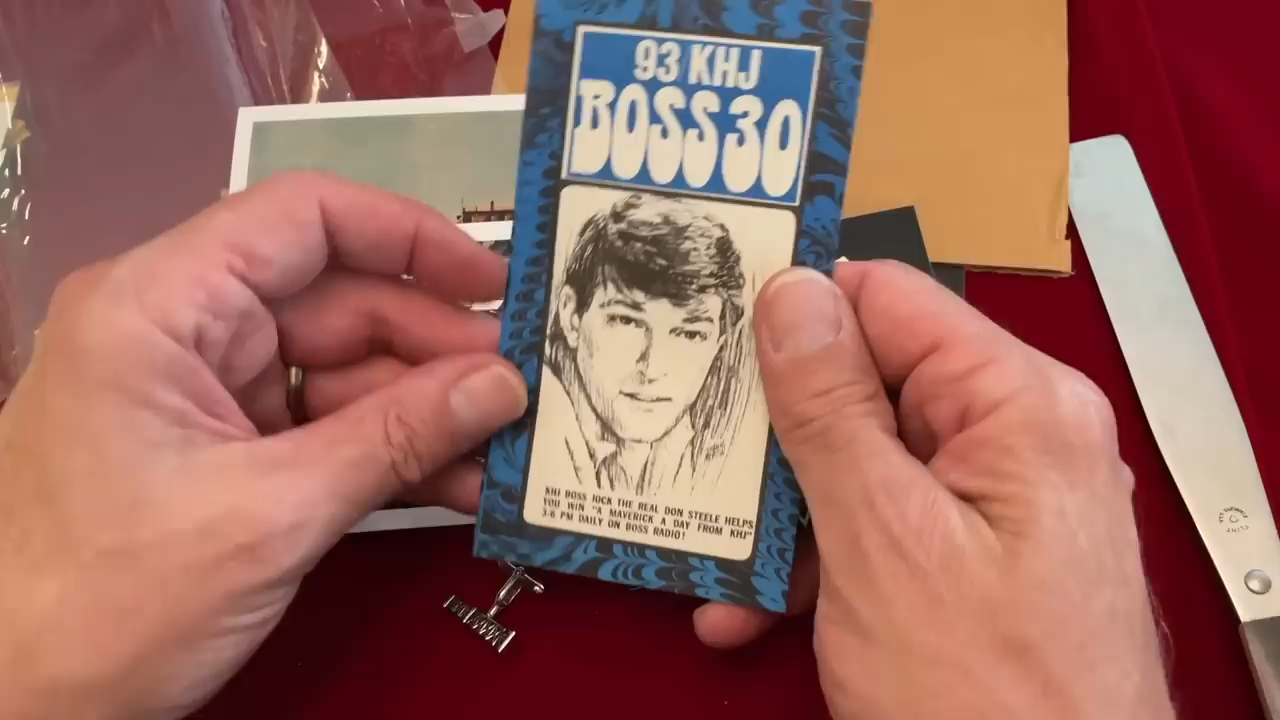 93 KHJ
BOSS 30
KHJ BOSS JOCK THE REAL DON STEELE HELPS
YOU WIN "A MAVERICK A DAY FROM KHJ"
3-6 PM DAILY ON BOSS RADIO!